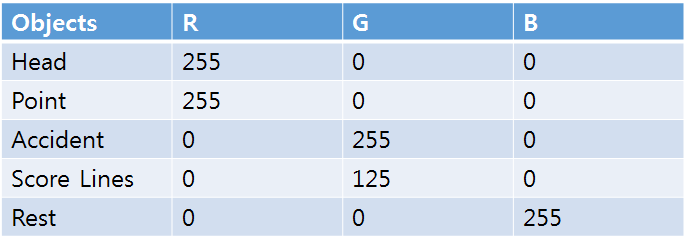 Objects R G B
Head 255 0 0
Point 255 0 0
Accident 0 255 0
Score Lines 0 125 0
Rest 0 0 255